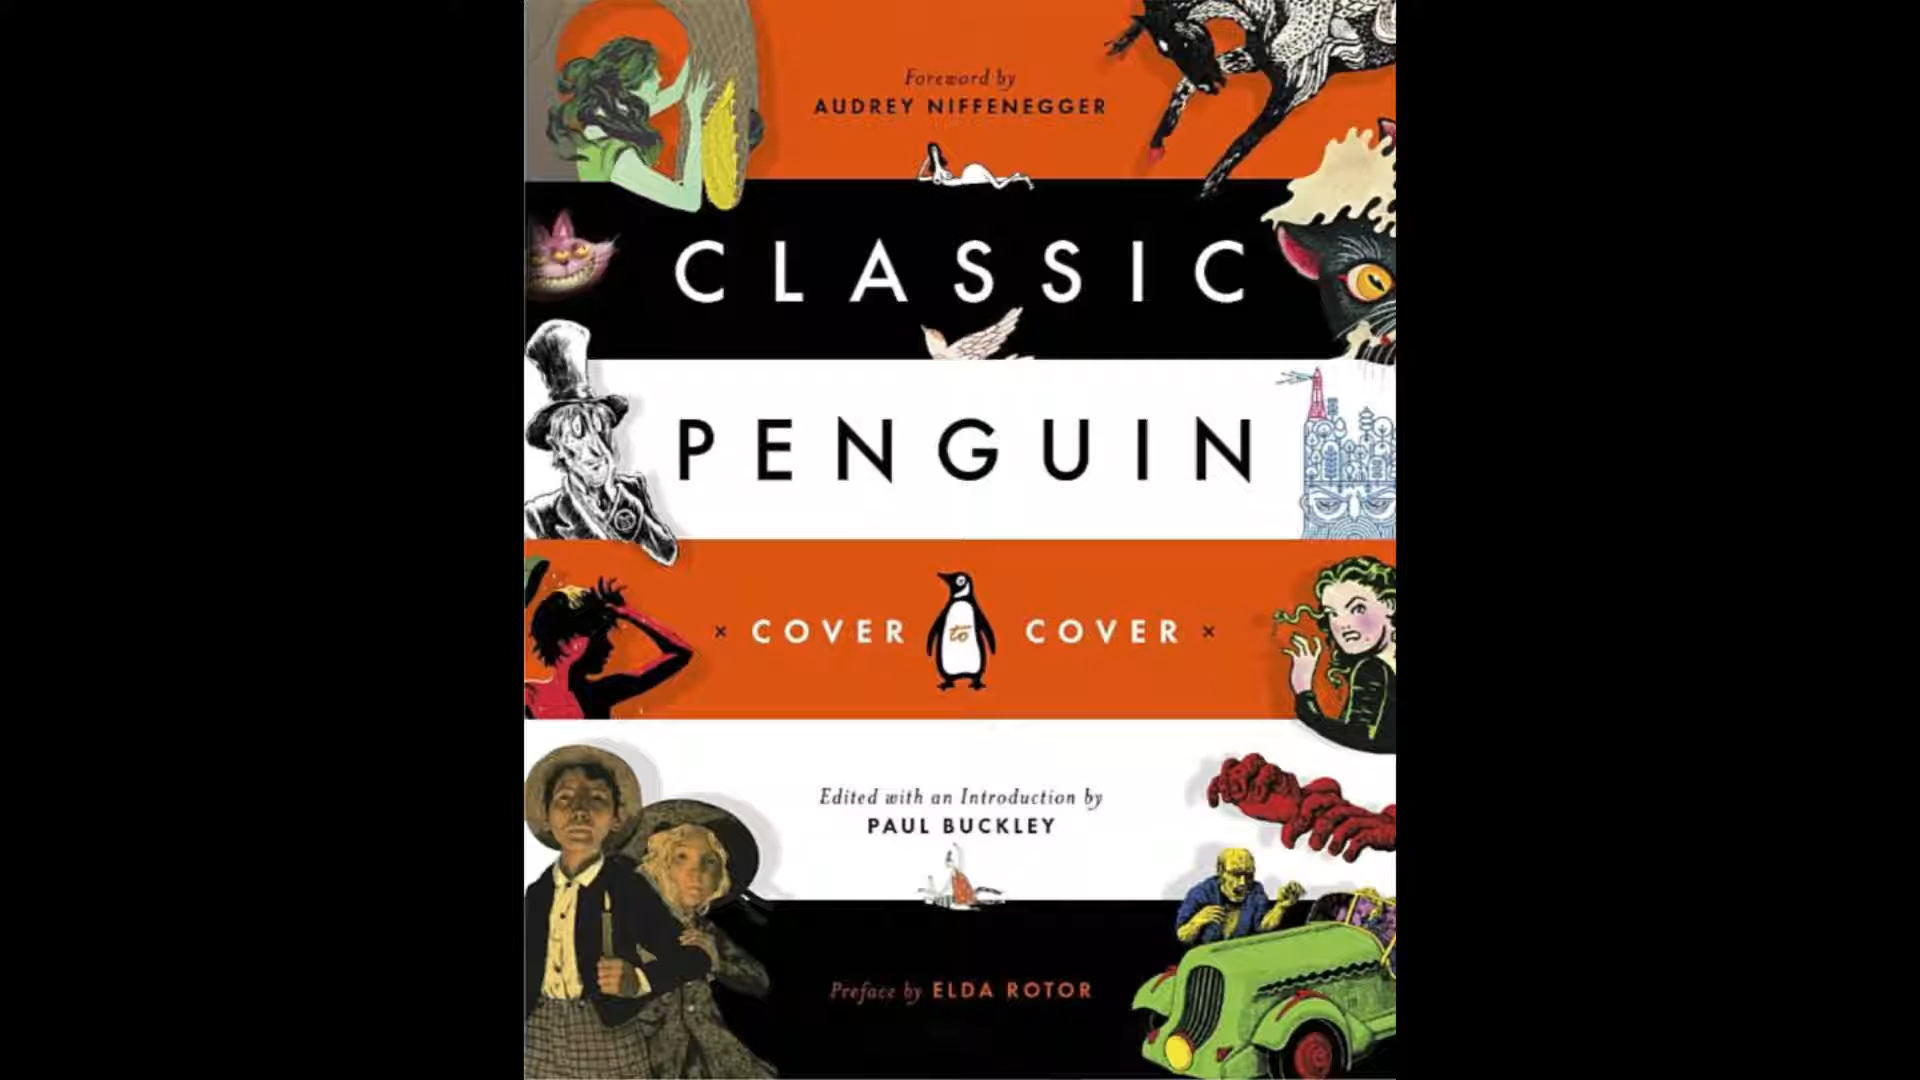 Foreword by
AUDREY NIFFENEGGER
CLASSIC
PENGUIN
× COVER to COVER ×
Edited with an Introduction by
PAUL BUCKLEY
Preface by ELDA ROTOR